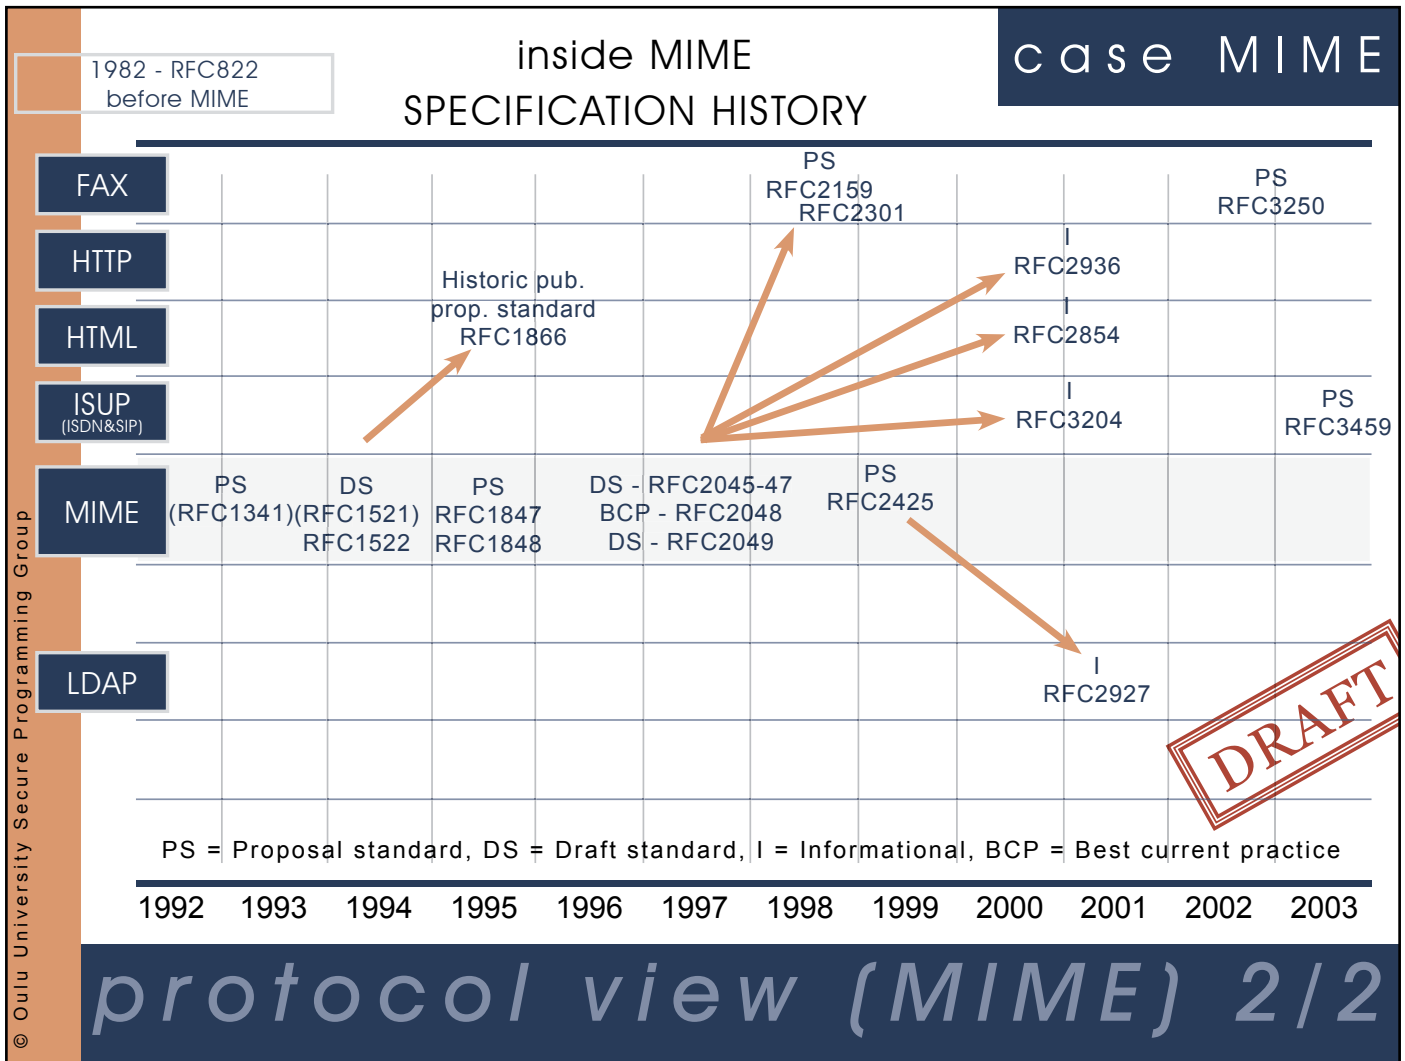 1982 - RFC822
before MIME
inside MIME
SPECIFICATION HISTORY
case MIME
FAX
PS
RFC2159
RFC2301
PS
RFC3250
HTTP
I
RFC2936
Historic pub.
prop. standard
RFC1866
HTML
I
RFC2854
ISUP
(ISDN&SIP)
I
RFC3204
PS
RFC3459
MIME
PS
(RFC1341)
DS
(RFC1521)
RFC1522
PS
RFC1847
RFC1848
DS - RFC2045-47
BCP - RFC2048
DS - RFC2049
PS
RFC2425
LDAP
I
RFC2927
DRAFT
PS = Proposal standard, DS = Draft standard, I = Informational, BCP = Best current practice
1992 1993 1994 1995 1996 1997 1998 1999 2000 2001 2002 2003
protocol view (MIME) 2/2
© Oulu University Secure Programming Group